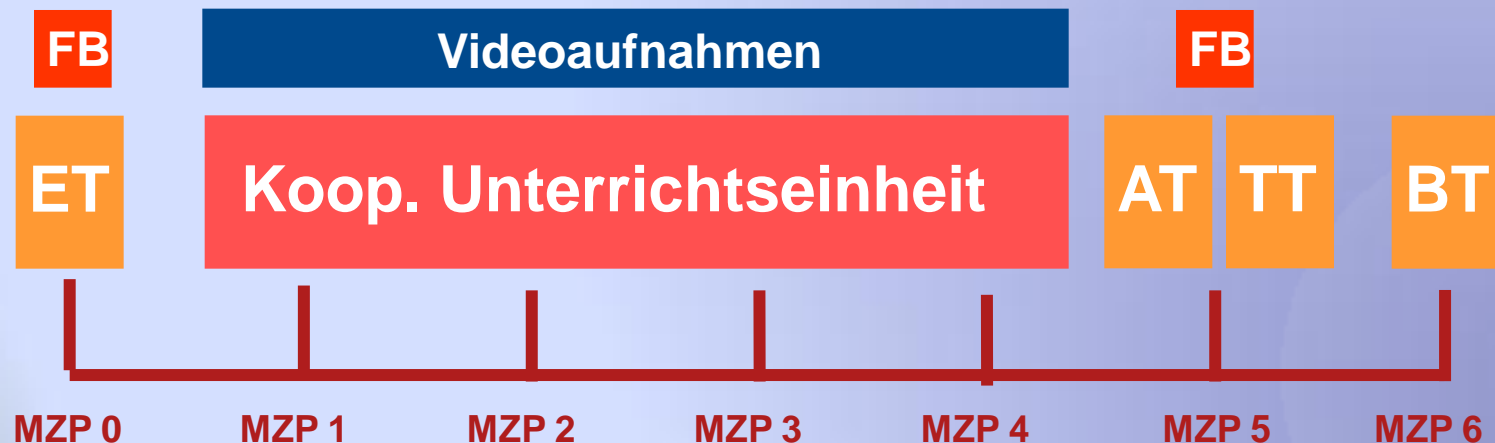 FB Videoaufnahmen FB
ET Koop. Unterrichtseinheit AT TT BT
MZP 0 MZP 1 MZP 2 MZP 3 MZP 4 MZP 5 MZP 6